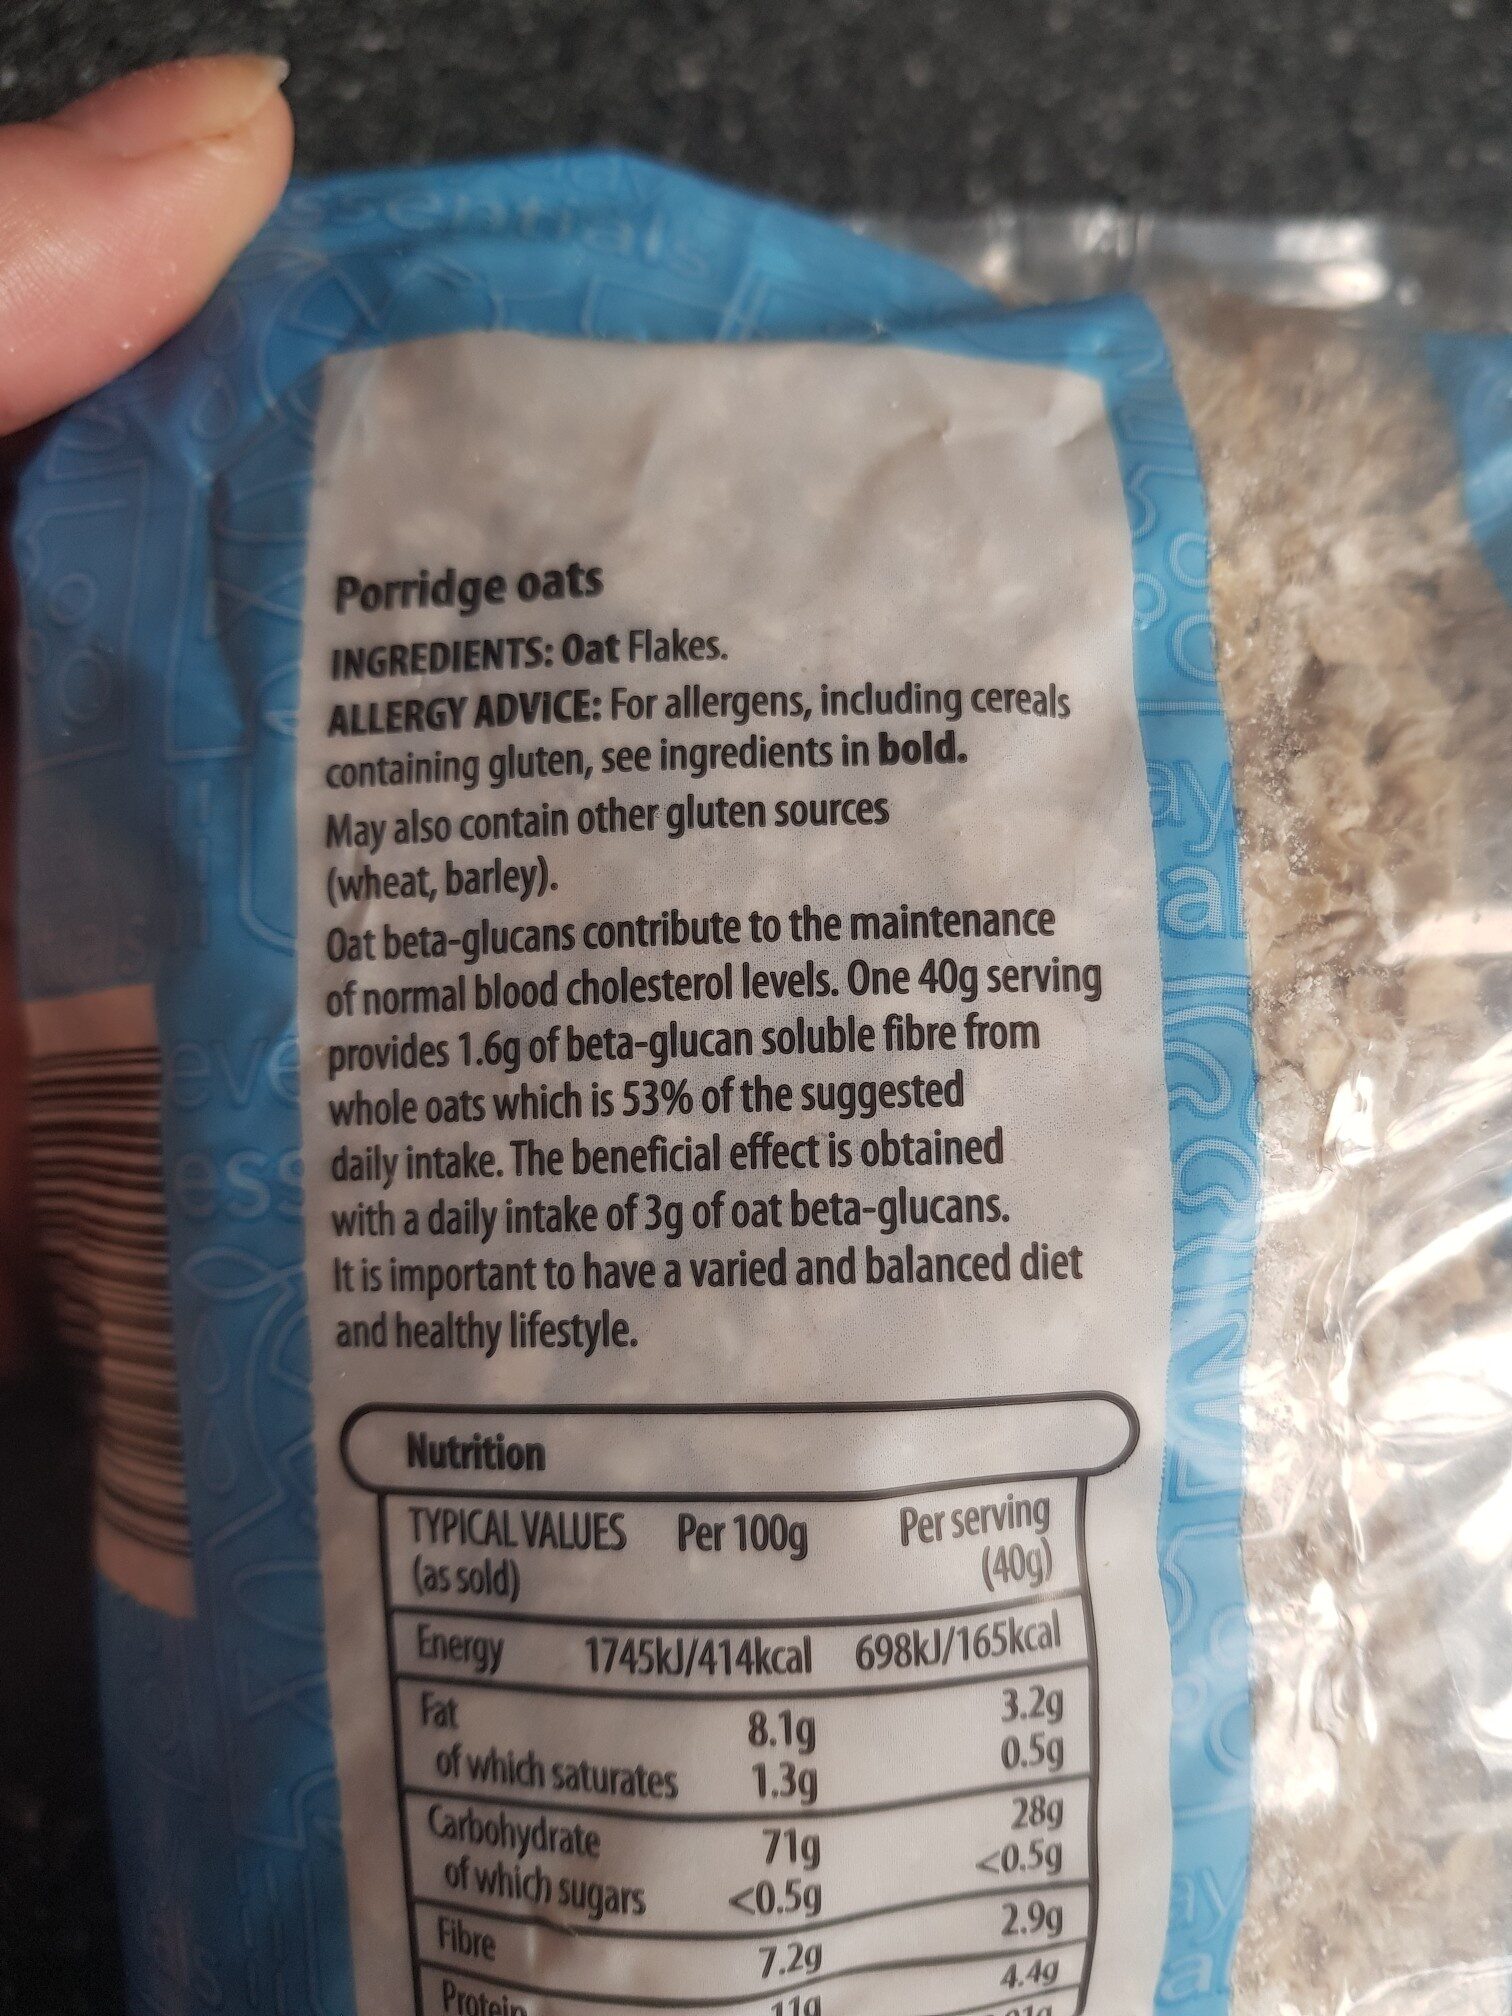 essentials
Porridge oats
INGREDIENTS: Oat Flakes.
ALLERGY ADVICE: For allergens, including cereals
containing gluten, see ingredients in bold.
May also contain other gluten sources
(wheat, barley).
Oat beta-glucans contribute to the maintenance
of normal blood cholesterol levels. One 40g serving
provides 1.6g of beta-glucan soluble fibre from
whole oats which is 53% of the suggested
daily intake. The beneficial effect is obtained
with a daily intake of 3g of oat beta-glucans.
It is important to have a varied and balanced diet
and healthy lifestyle.
Nutrition
TYPICAL VALUES Per 100g Per serving
(as sold) (40g)
Energy 1745kJ/414kcal 698kJ/165kcal
Fat 8.1g 3.2g
of which saturates 1.3g 0.5g
Carbohydrate 71g 28g
of which sugars <0.5g <0.5g
Fibre 7.2g 2.9g
Protein 11g 4.4g